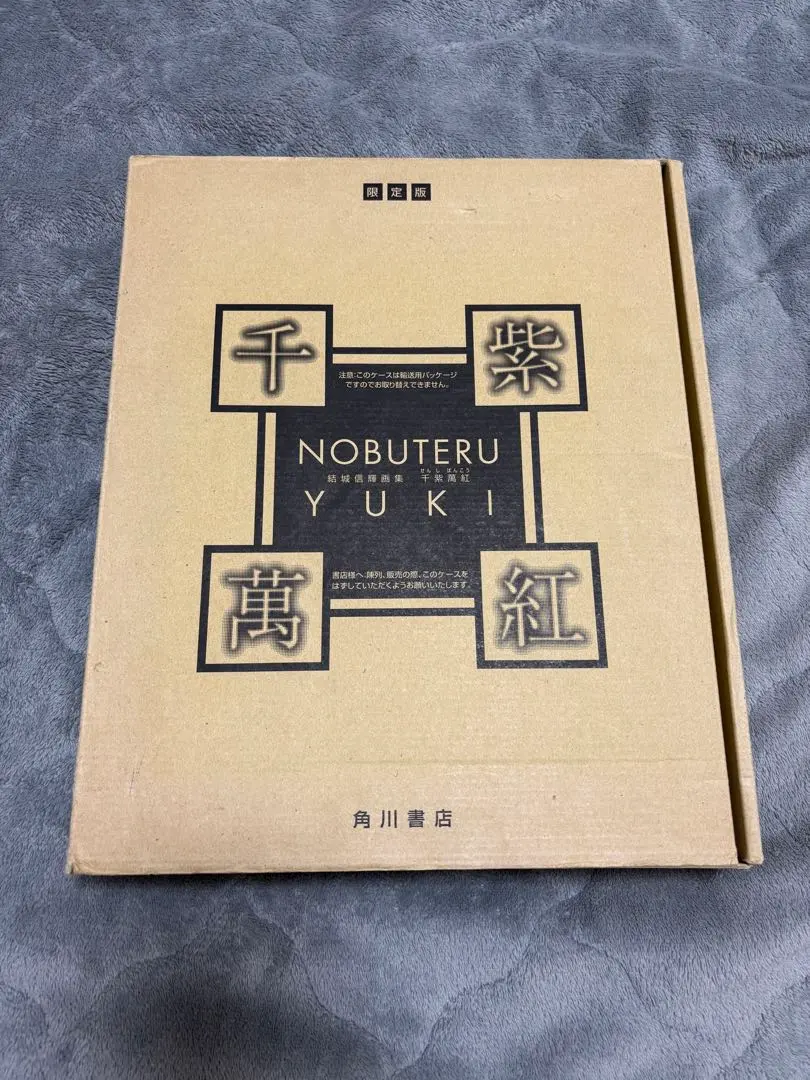 限定版
千
紫
注意:このケースは輸送用パッケージ
ですのでお取り替えできません。
NOBUTERU
せんしばんこう
結城信輝画集 千紫萬紅
YUKI
書店様へ:陳列、販売の際、このケースを
はずしていただくようお願いいたします。
萬
紅
角川書店